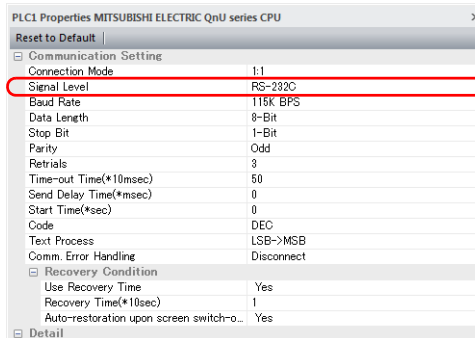 PLC1 Properties MITSUBISHI ELECTRIC QnU series CPU
Reset to Default
Communication Setting
Connection Mode 1:1
Signal Level RS-232C
Baud Rate 115K BPS
Data Length 8-Bit
Stop Bit 1-Bit
Parity Odd
Retrials 3
Time-out Time(*10msec) 50
Send Delay Time(*msec) 0
Start Time(*sec) 0
Code DEC
Text Process LSB->MSB
Comm. Error Handling Disconnect
Recovery Condition
Use Recovery Time Yes
Recovery Time(*10sec) 1
Auto-restoration upon screen switch-o... Yes
Detail